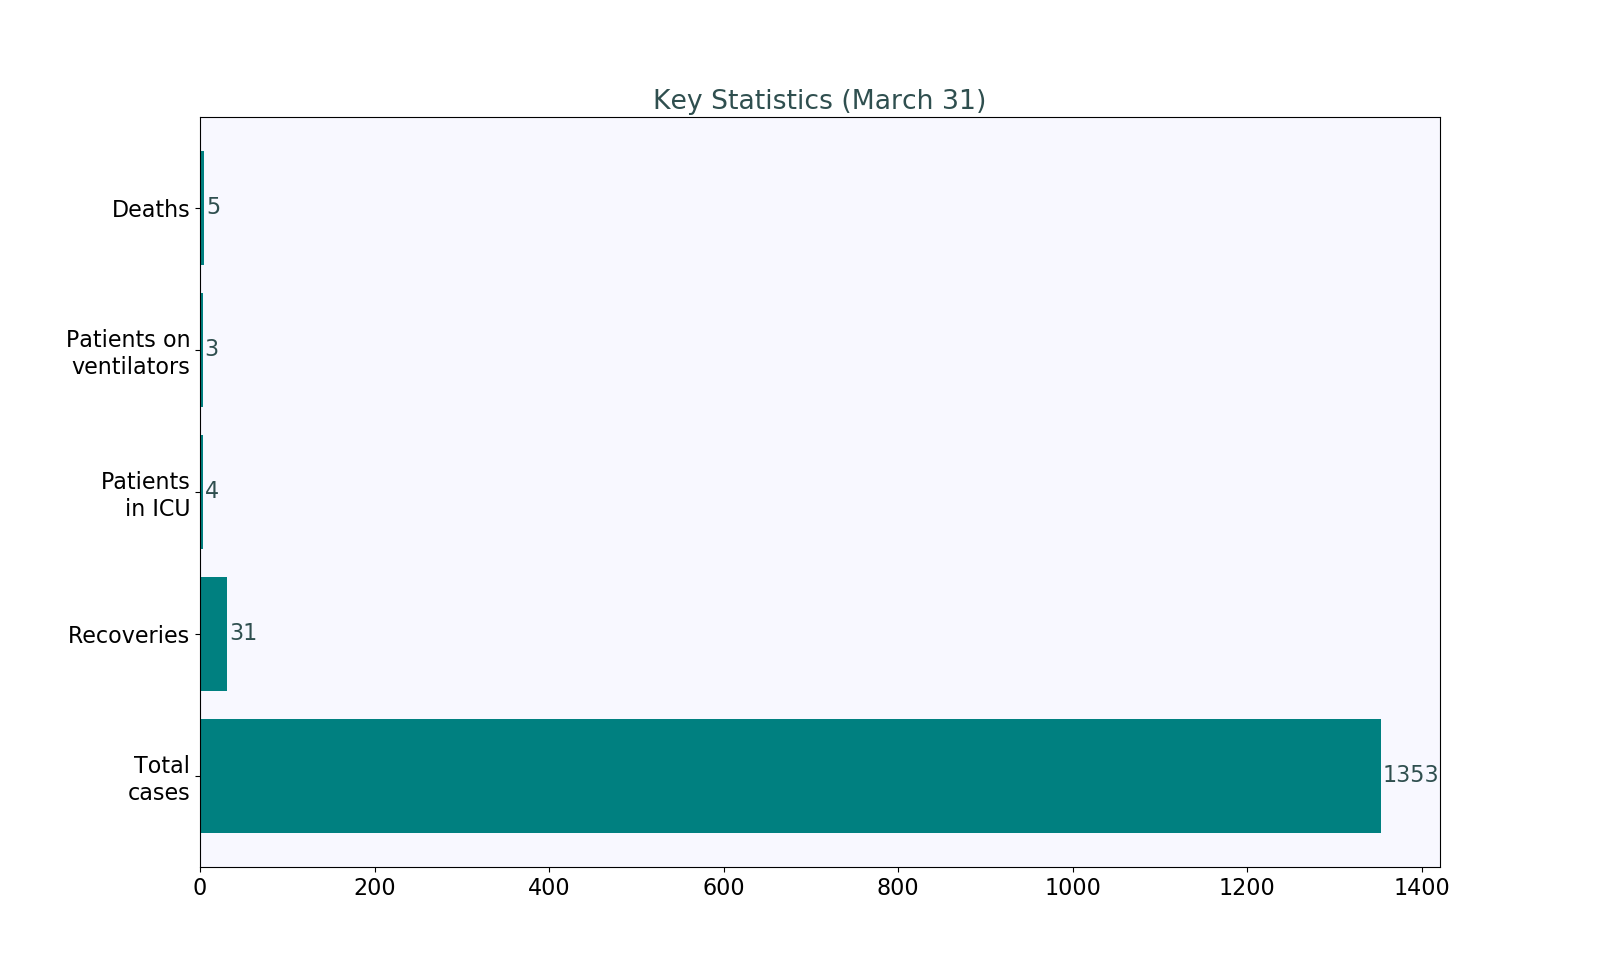 Key Statistics (March 31)
Deaths
5
Patients on
ventilators
3
Patients
in ICU
4
Recoveries
31
Total
cases
1353
0 200 400 600 800 1000 1200 1400